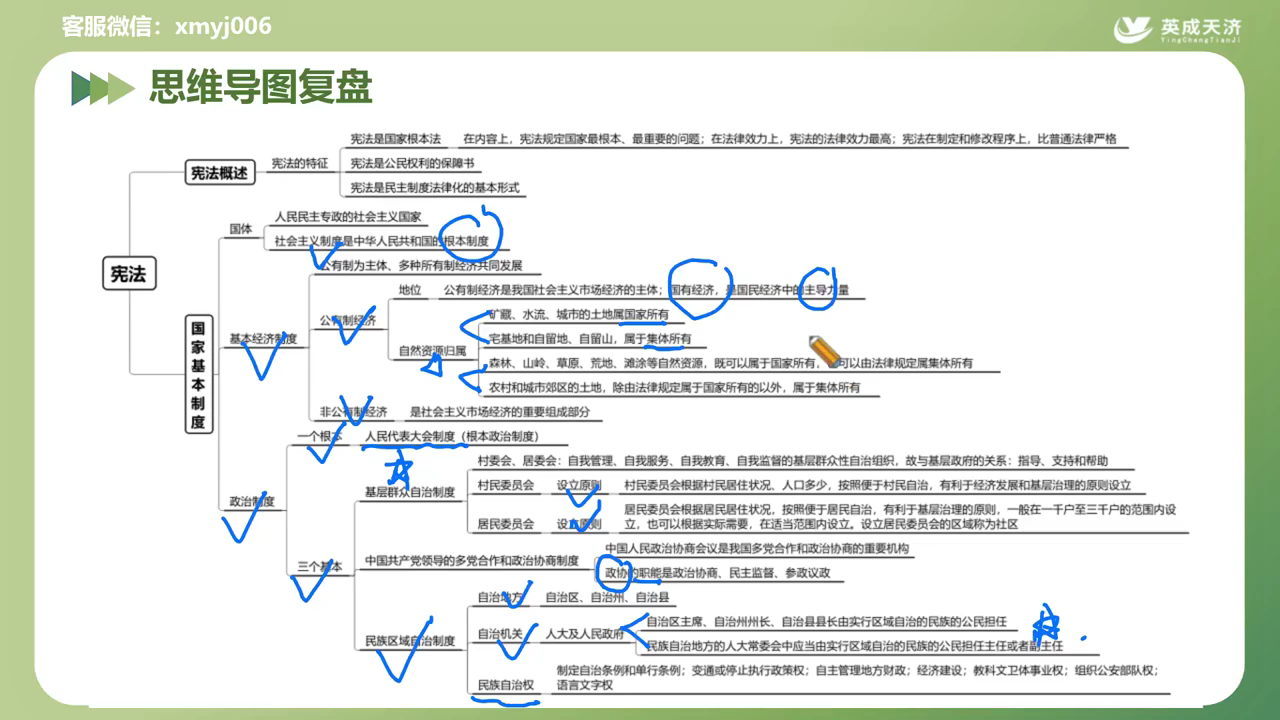 客服微信：xmyj006
英成天济
YingChengTianJi
思维导图复盘
宪法是国家根本法
在内容上，宪法规定国家最根本、最重要的问题；在法律效力上，宪法的法律效力最高；宪法在制定和修改程序上，比普通法律严格
宪法概述
宪法的特征
宪法是公民权利的保障书
宪法是民主制度法律化的基本形式
宪法
国家基本制度
国体
人民民主专政的社会主义国家
社会主义制度是中华人民共和国的根本制度
基本经济制度
公有制为主体、多种所有制经济共同发展
公有制经济
地位
公有制经济是我国社会主义市场经济的主体；国有经济，是国民经济中的主导力量
自然资源归属
矿藏、水流、城市的土地属国家所有
宅基地和自留地、自留山，属于集体所有
森林、山岭、草原、荒地、滩涂等自然资源，既可以属于国家所有，可以由法律规定属集体所有
农村和城市郊区的土地，除由法律规定属于国家所有的以外，属于集体所有
非公有制经济
是社会主义市场经济的重要组成部分
政治制度
一个根本
人民代表大会制度（根本政治制度）
三个基本
基层群众自治制度
村委会、居委会：自我管理、自我服务、自我教育、自我监督的基层群众性自治组织，故与基层政府的关系：指导、支持和帮助
村民委员会
设立原则
村民委员会根据村民居住状况、人口多少，按照便于村民自治，有利于经济发展和基层治理的原则设立
居民委员会
设立原则
居民委员会根据居民居住状况，按照便于居民自治，有利于基层治理的原则，一般在一千户至三千户的范围内设
立，也可以根据实际需要，在适当范围内设立。设立居民委员会的区域称为社区
中国共产党领导的多党合作和政治协商制度
中国人民政治协商会议是我国多党合作和政治协商的重要机构
政协的职能是政治协商、民主监督、参政议政
民族区域自治制度
自治地方
自治区、自治州、自治县
自治机关
人大及人民政府
自治区主席、自治州州长、自治县县长由实行区域自治的民族的公民担任
民族自治地方的人大常委会中应当由实行区域自治的民族的公民担任主任或者副主任
民族自治权
制定自治条例和单行条例；变通或停止执行政策权；自主管理地方财政；经济建设；教科文卫体事业权；组织公安部队权；
语言文字权